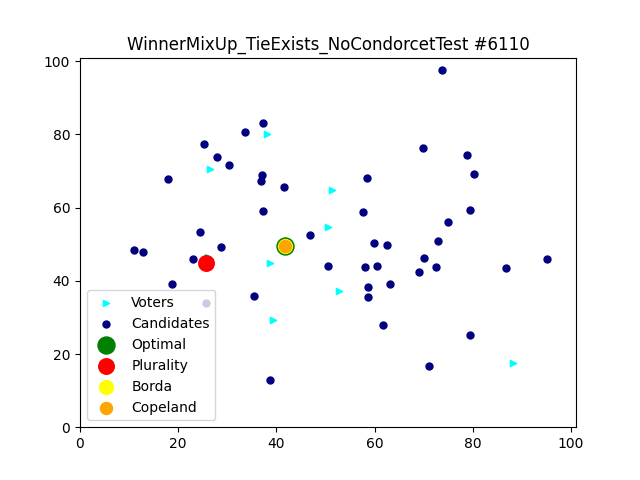 WinnerMixUp_TieExists_NoCondorcetTest #6110
100
80
60
40
20
0
Voters
Candidates
Optimal
Plurality
Borda
Copeland
0 20 40 60 80 100